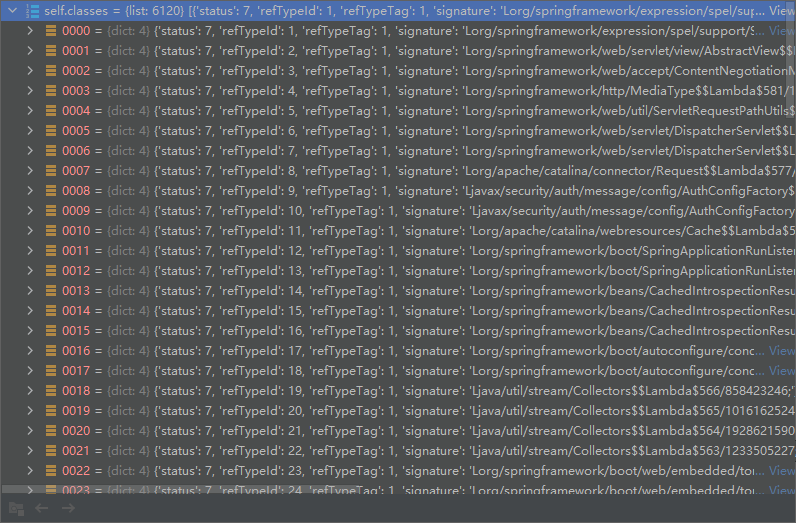 self.classes = {list: 6120} [{'status': 7, 'refTypeId': 1, 'refTypeTag': 1, 'signature': 'Lorg/springframework/expression/spel/sup... View
0000 = {dict: 4} {'status': 7, 'refTypeId': 1, 'refTypeTag': 1, 'signature': 'Lorg/springframework/expression/spel/support/S... View
0001 = {dict: 4} {'status': 7, 'refTypeId': 2, 'refTypeTag': 1, 'signature': 'Lorg/springframework/web/servlet/view/AbstractView$$
0002 = {dict: 4} {'status': 7, 'refTypeId': 3, 'refTypeTag': 1, 'signature': 'Lorg/springframework/web/accept/ContentNegotiationM
0003 = {dict: 4} {'status': 7, 'refTypeId': 4, 'refTypeTag': 1, 'signature': 'Lorg/springframework/http/MediaType$$Lambda$581/1
0004 = {dict: 4} {'status': 7, 'refTypeId': 5, 'refTypeTag': 1, 'signature': 'Lorg/springframework/web/util/ServletRequestPathUtils$
0005 = {dict: 4} {'status': 7, 'refTypeId': 6, 'refTypeTag': 1, 'signature': 'Lorg/springframework/web/servlet/DispatcherServlet$$L
0006 = {dict: 4} {'status': 7, 'refTypeId': 7, 'refTypeTag': 1, 'signature': 'Lorg/springframework/web/servlet/DispatcherServlet$$L
0007 = {dict: 4} {'status': 7, 'refTypeId': 8, 'refTypeTag': 1, 'signature': 'Lorg/apache/catalina/connector/Request$$Lambda$577/
0008 = {dict: 4} {'status': 7, 'refTypeId': 9, 'refTypeTag': 1, 'signature': 'Ljavax/security/auth/message/config/AuthConfigFactory$
0009 = {dict: 4} {'status': 7, 'refTypeId': 10, 'refTypeTag': 1, 'signature': 'Ljavax/security/auth/message/config/AuthConfigFactory
0010 = {dict: 4} {'status': 7, 'refTypeId': 11, 'refTypeTag': 1, 'signature': 'Lorg/apache/catalina/webresources/Cache$$Lambda$5
0011 = {dict: 4} {'status': 7, 'refTypeId': 12, 'refTypeTag': 1, 'signature': 'Lorg/springframework/boot/SpringApplicationRunListen
0012 = {dict: 4} {'status': 7, 'refTypeId': 13, 'refTypeTag': 1, 'signature': 'Lorg/springframework/boot/SpringApplicationRunListen
0013 = {dict: 4} {'status': 7, 'refTypeId': 14, 'refTypeTag': 1, 'signature': 'Lorg/springframework/beans/CachedIntrospectionResu
0014 = {dict: 4} {'status': 7, 'refTypeId': 15, 'refTypeTag': 1, 'signature': 'Lorg/springframework/beans/CachedIntrospectionResu
0015 = {dict: 4} {'status': 7, 'refTypeId': 16, 'refTypeTag': 1, 'signature': 'Lorg/springframework/beans/CachedIntrospectionResu
0016 = {dict: 4} {'status': 7, 'refTypeId': 17, 'refTypeTag': 1, 'signature': 'Lorg/springframework/boot/autoconfigure/conc... View
0017 = {dict: 4} {'status': 7, 'refTypeId': 18, 'refTypeTag': 1, 'signature': 'Lorg/springframework/boot/autoconfigure/conc... View
0018 = {dict: 4} {'status': 7, 'refTypeId': 19, 'refTypeTag': 1, 'signature': 'Ljava/util/stream/Collectors$$Lambda$566/858423246;'
0019 = {dict: 4} {'status': 7, 'refTypeId': 20, 'refTypeTag': 1, 'signature': 'Ljava/util/stream/Collectors$$Lambda$565/1016162524
0020 = {dict: 4} {'status': 7, 'refTypeId': 21, 'refTypeTag': 1, 'signature': 'Ljava/util/stream/Collectors$$Lambda$564/1928621590
0021 = {dict: 4} {'status': 7, 'refTypeId': 22, 'refTypeTag': 1, 'signature': 'Ljava/util/stream/Collectors$$Lambda$563/1233505227
0022 = {dict: 4} {'status': 7, 'refTypeId': 23, 'refTypeTag': 1, 'signature': 'Lorg/springframework/boot/web/embedded/ton... View
0023 = {dict: 4} {'status': 7, 'refTypeId': 24, 'refTypeTag': 1, 'signature': 'Lorg/springframework/boot/web/embedded/ton... View